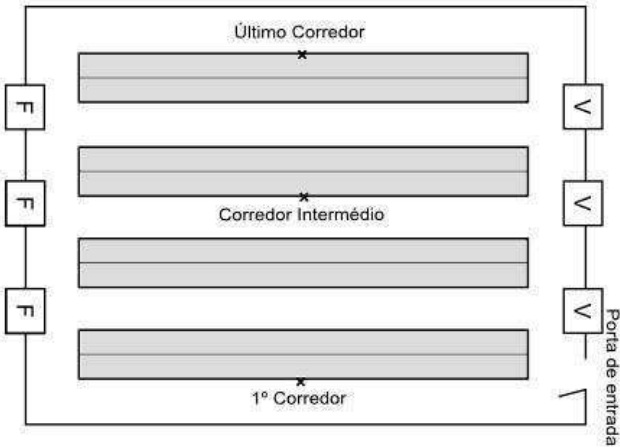 Último Corredor
F
V
F
V
Corredor Intermédio
F
V
Porta de entrada
1º Corredor